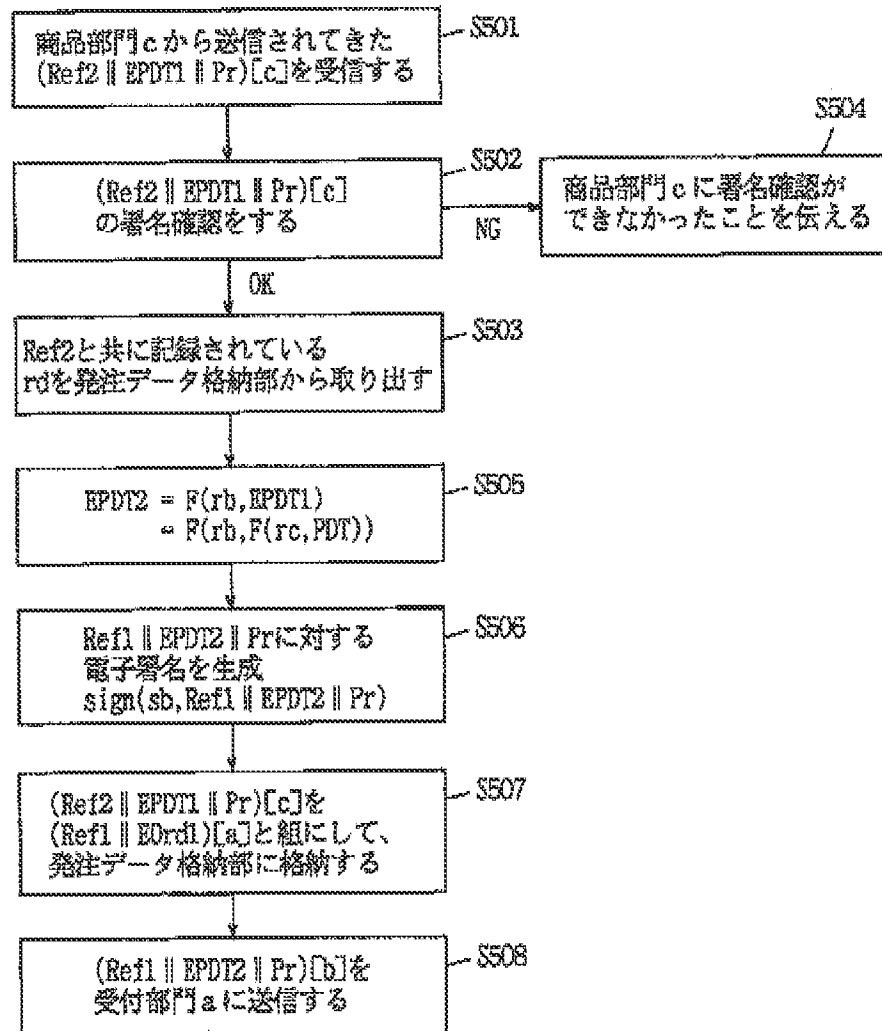 商品部門cから送信されてきた
(Ref2‖EPDT1‖Pr)[c]を受信する
S501
(Ref2‖EPDT1‖Pr)[c]
の署名確認をする
S502
NG
商品部門cに署名確認が
できなかったことを伝える
S504
OK
Ref2と共に記録されている
rdを発注データ格納部から取り出す
S503
EPDT2 = F(rb,EPDT1)
= F(rb,F(rc,PDT))
S505
Ref1‖EPDT2‖Prに対する
電子署名を生成
sign(sb,Ref1‖EPDT2‖Pr)
S506
(Ref2‖EPDT1‖Pr)[c]を
(Ref1‖EOrd1)[a]と組にして、
発注データ格納部に格納する
S507
(Ref1‖EPDT2‖Pr)[b]を
受付部門aに送信する
S508